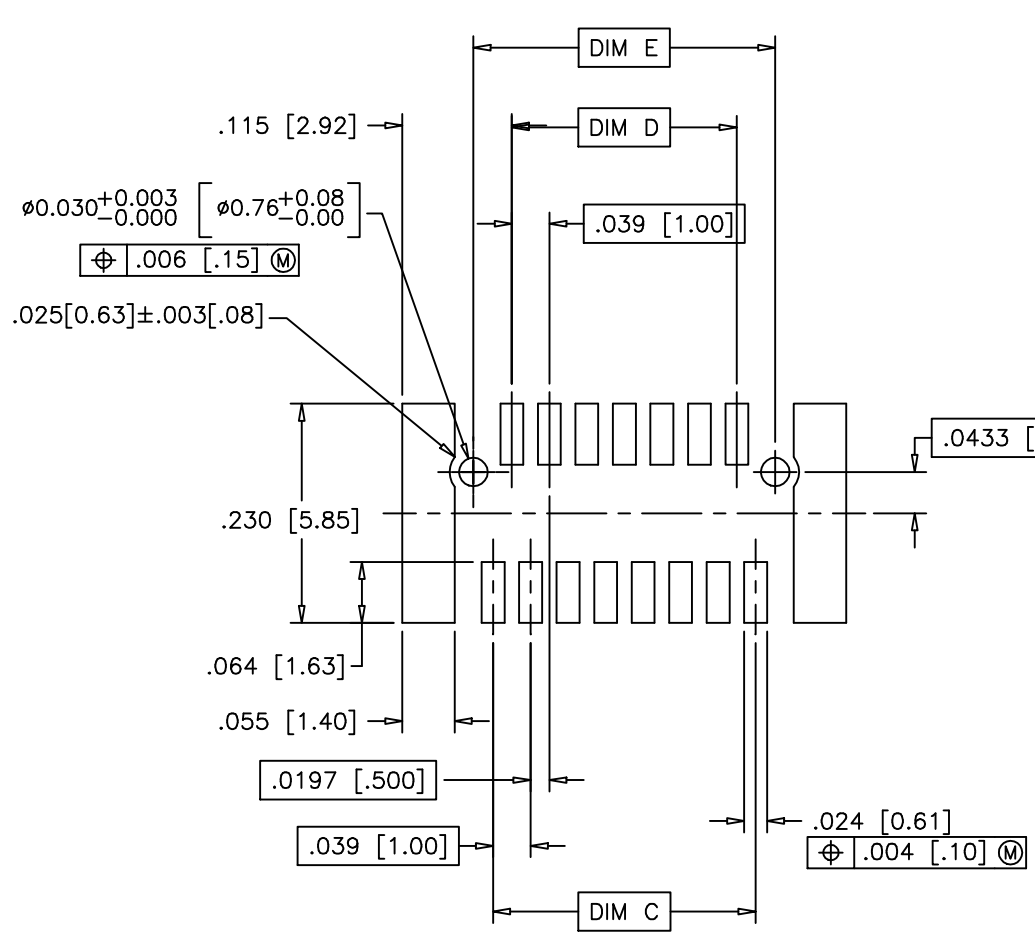 DIM E
.115 [2.92]
DIM D
⌀0.030 +0.003 -0.000 [⌀0.76 +0.08 -0.00]
.039 [1.00]
⌖ .006 [.15] Ⓜ
.025[0.63]±.003[.08]
.0433 [
.230 [5.85]
.064 [1.63]
.055 [1.40]
.0197 [.500]
.024 [0.61]
.039 [1.00]
⌖ .004 [.10] Ⓜ
DIM C